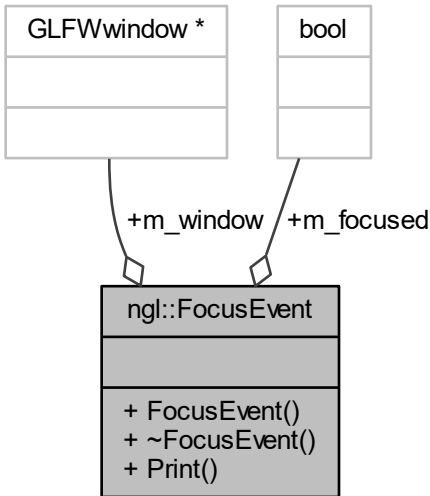 GLFWwindow *
bool
+m_window
+m_focused
ngl::FocusEvent
+ FocusEvent()
+ ~FocusEvent()
+ Print()